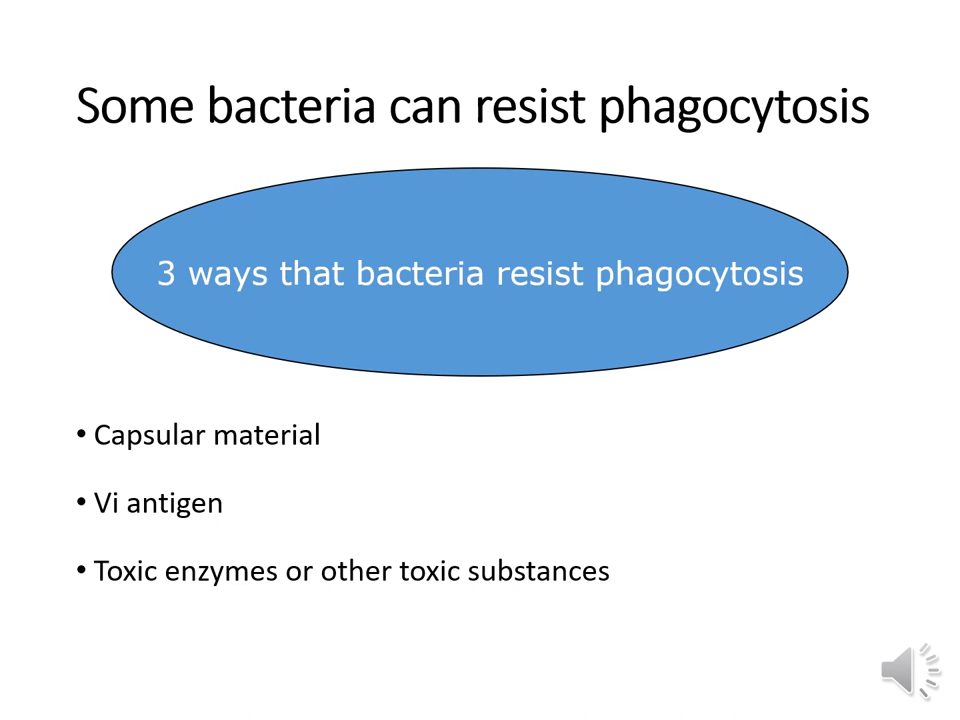 Some bacteria can resist phagocytosis
3 ways that bacteria resist phagocytosis
• Capsular material
• Vi antigen
• Toxic enzymes or other toxic substances